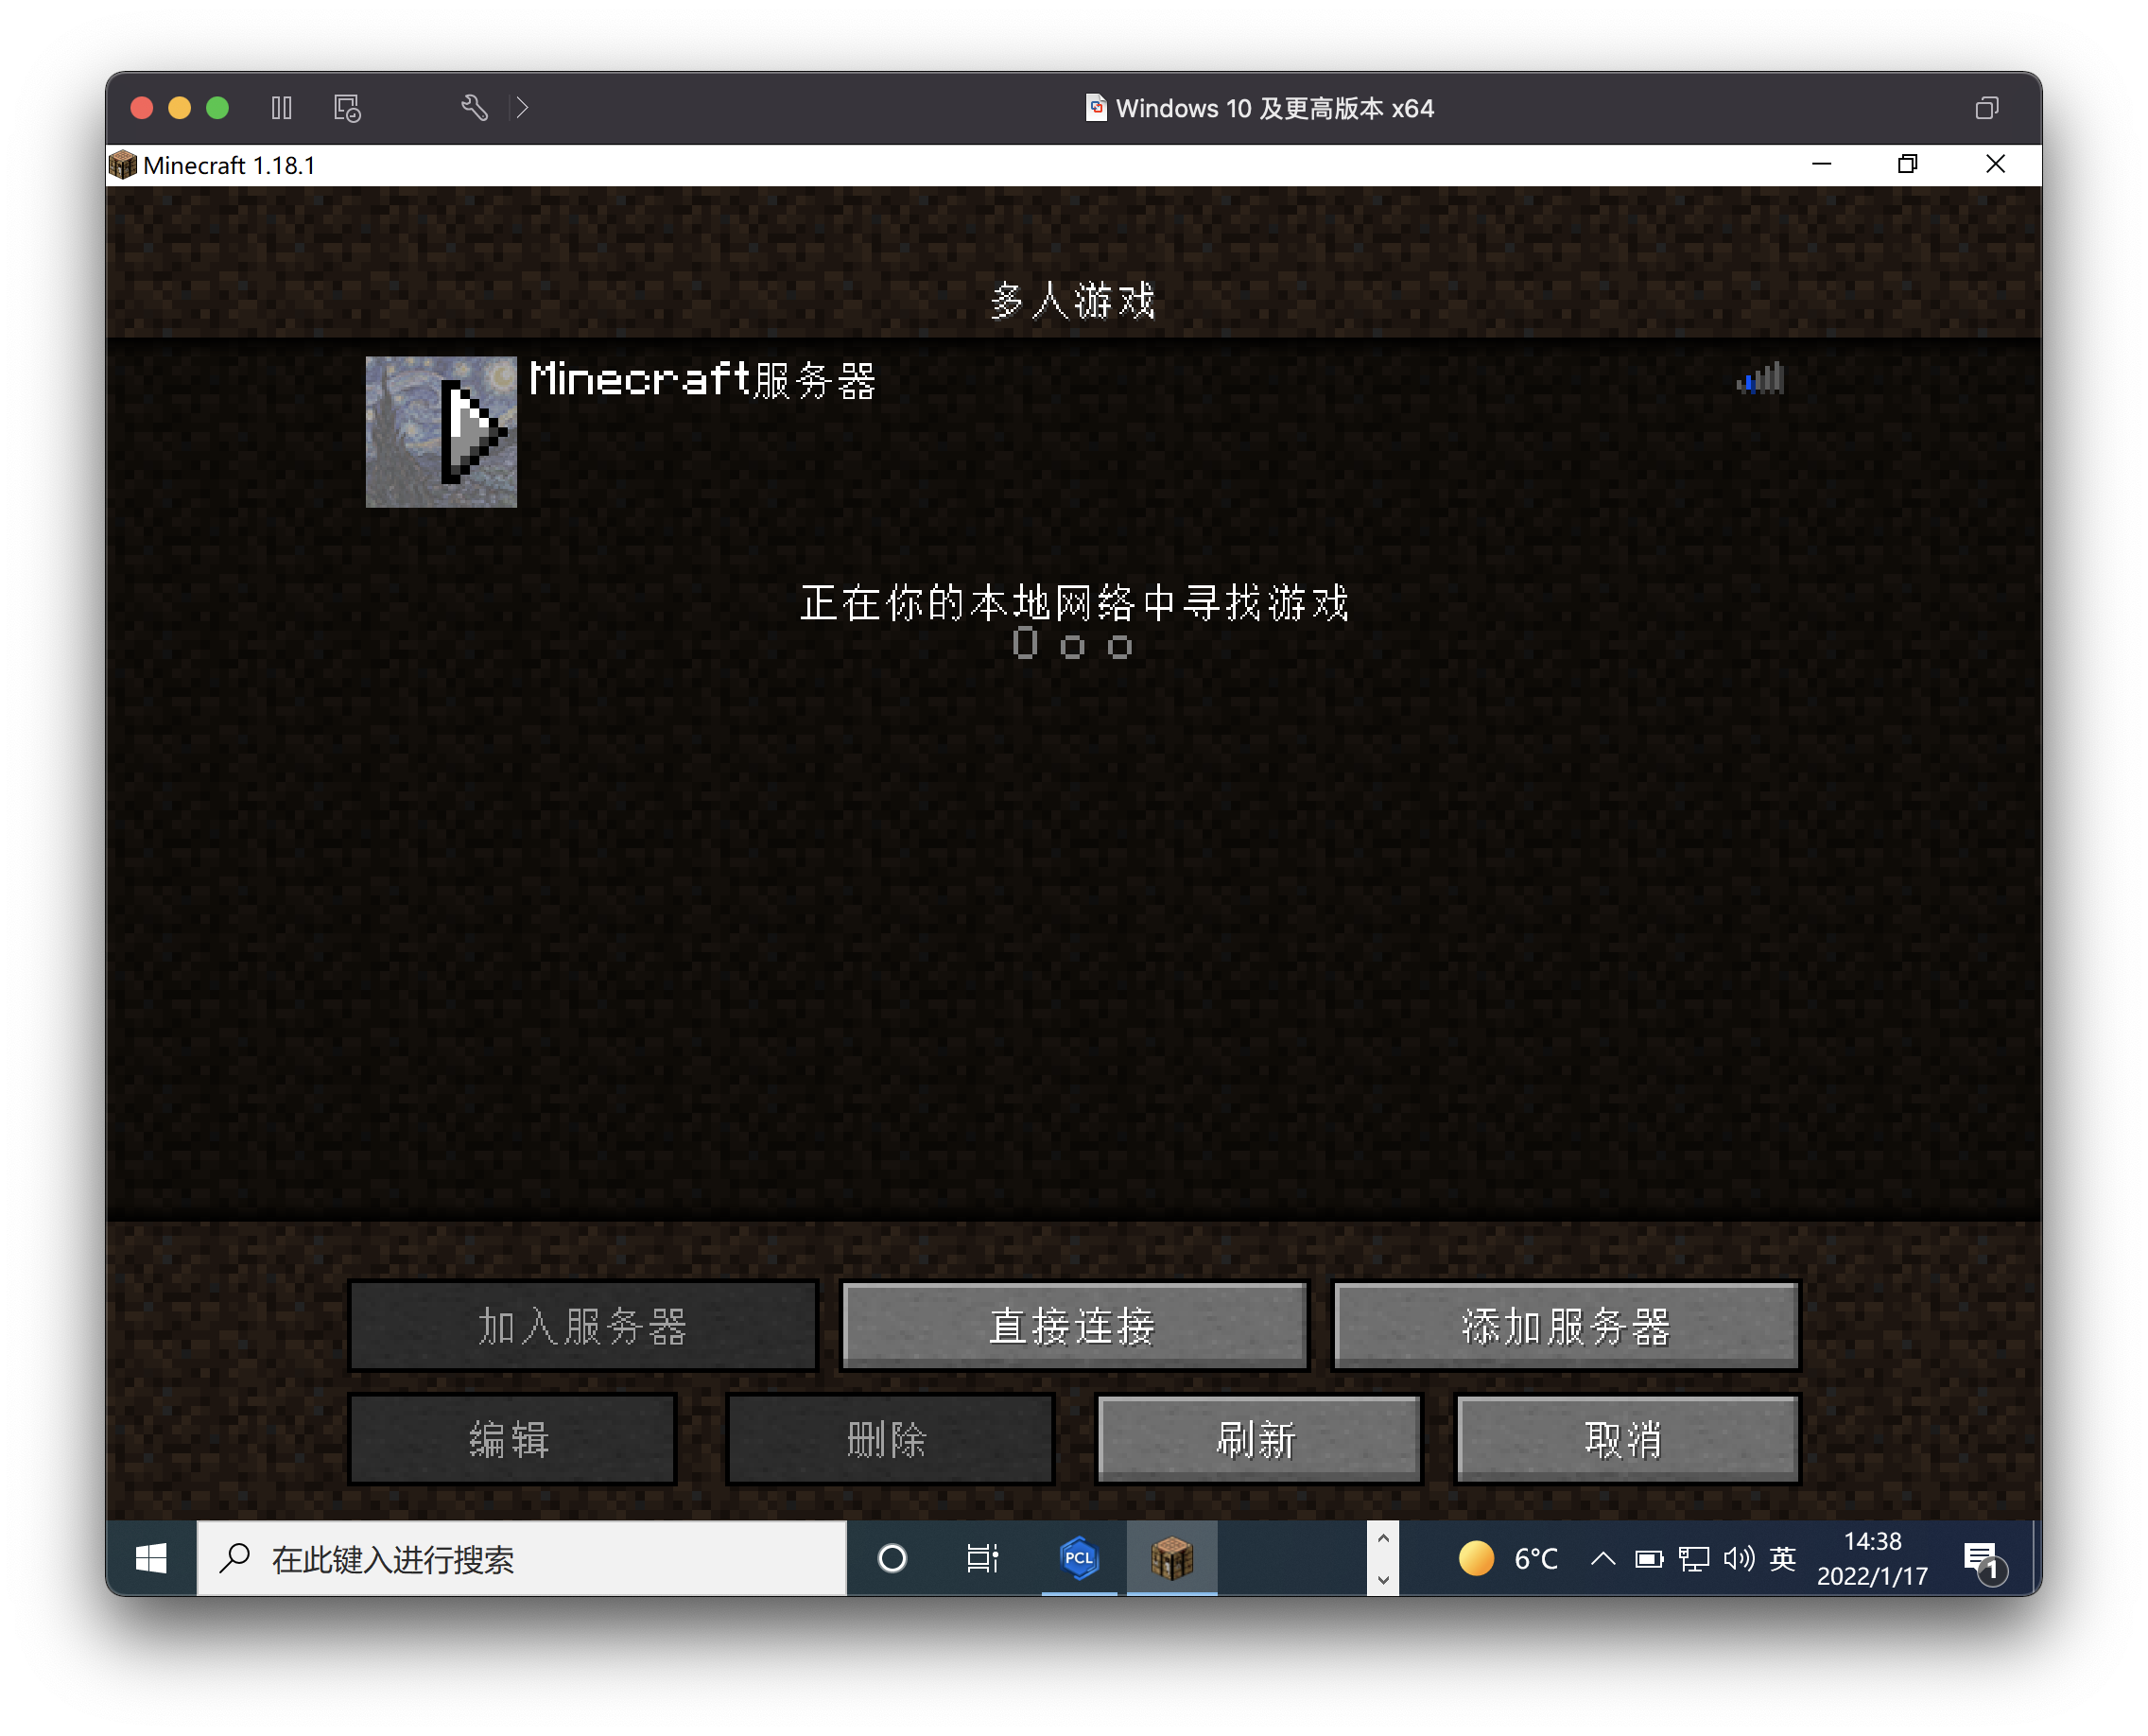 Windows 10 及更高版本 x64
Minecraft 1.18.1
多人游戏
Minecraft服务器
正在你的本地网络中寻找游戏
O o o
加入服务器
直接连接
添加服务器
编辑
删除
刷新
取消
在此键入进行搜索
PCL
6°C
英
14:38
2022/1/17
1